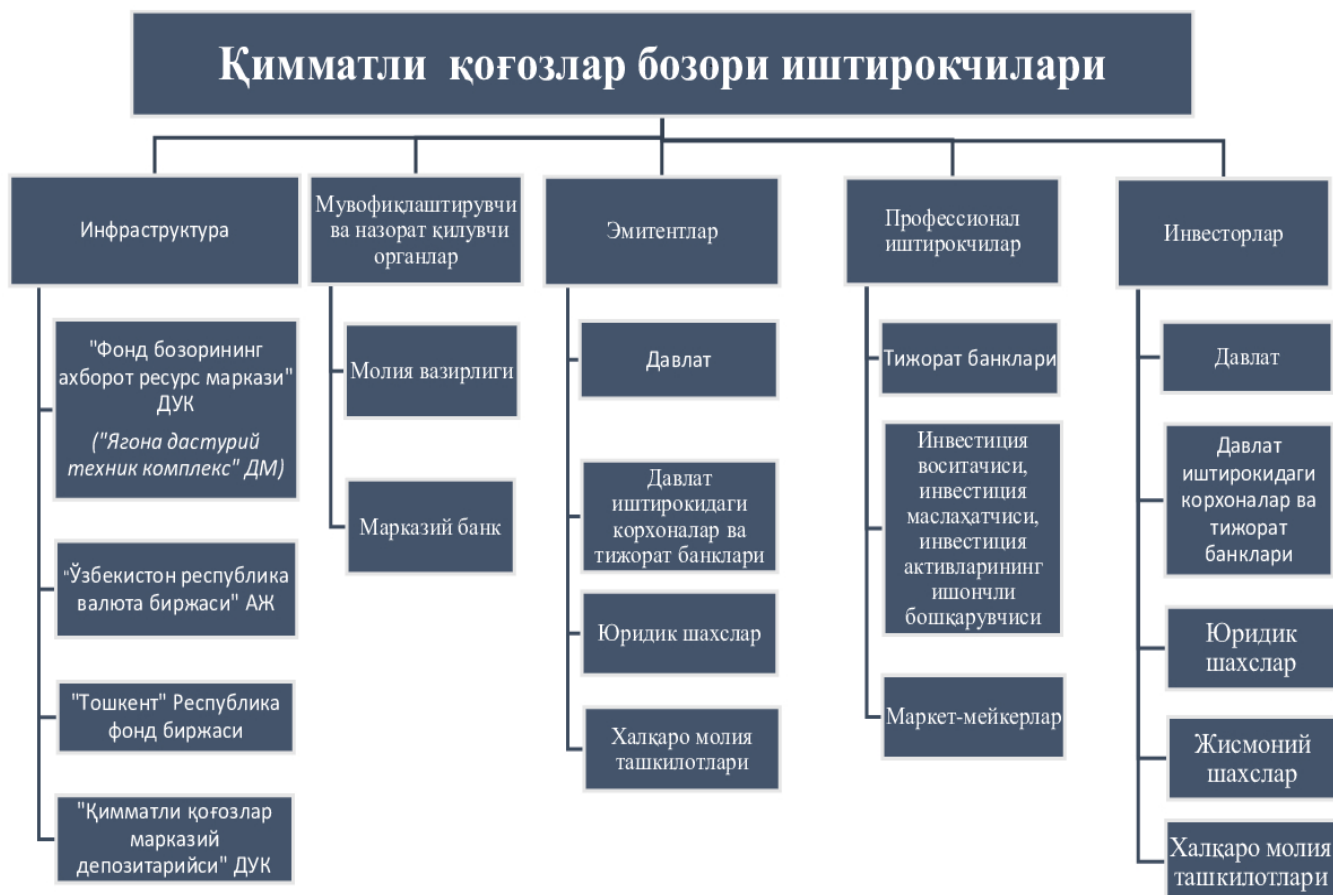 Қимматли қоғозлар бозори иштирокчилари
Инфраструктура
"Фонд бозорининг
ахборот ресурс маркази"
ДУК
("Ягона дастурий
техник комплекс" ДМ)
"Ўзбекистон республика
валюта биржаси" АЖ
"Тошкент" Республика
фонд биржаси
"Қимматли қоғозлар
марказий
депозитарийси" ДУК
Мувофиқлаштирувчи
ва назорат қилувчи
органлар
Молия вазирлиги
Марказий банк
Эмитентлар
Давлат
Давлат
иштирокидаги
корхоналар ва
тижорат банклари
Юридик шахслар
Халқаро молия
ташкилотлари
Профессионал
иштирокчилар
Тижорат банклари
Инвестиция
воситачиси,
инвестиция
маслаҳатчиси,
инвестиция
активларининг
ишончли
бошқарувчиси
Маркет-мейкерлар
Инвесторлар
Давлат
Давлат
иштирокидаги
корхоналар ва
тижорат
банклари
Юридик
шахслар
Жисмоний
шахслар
Халқаро молия
ташкилотлари